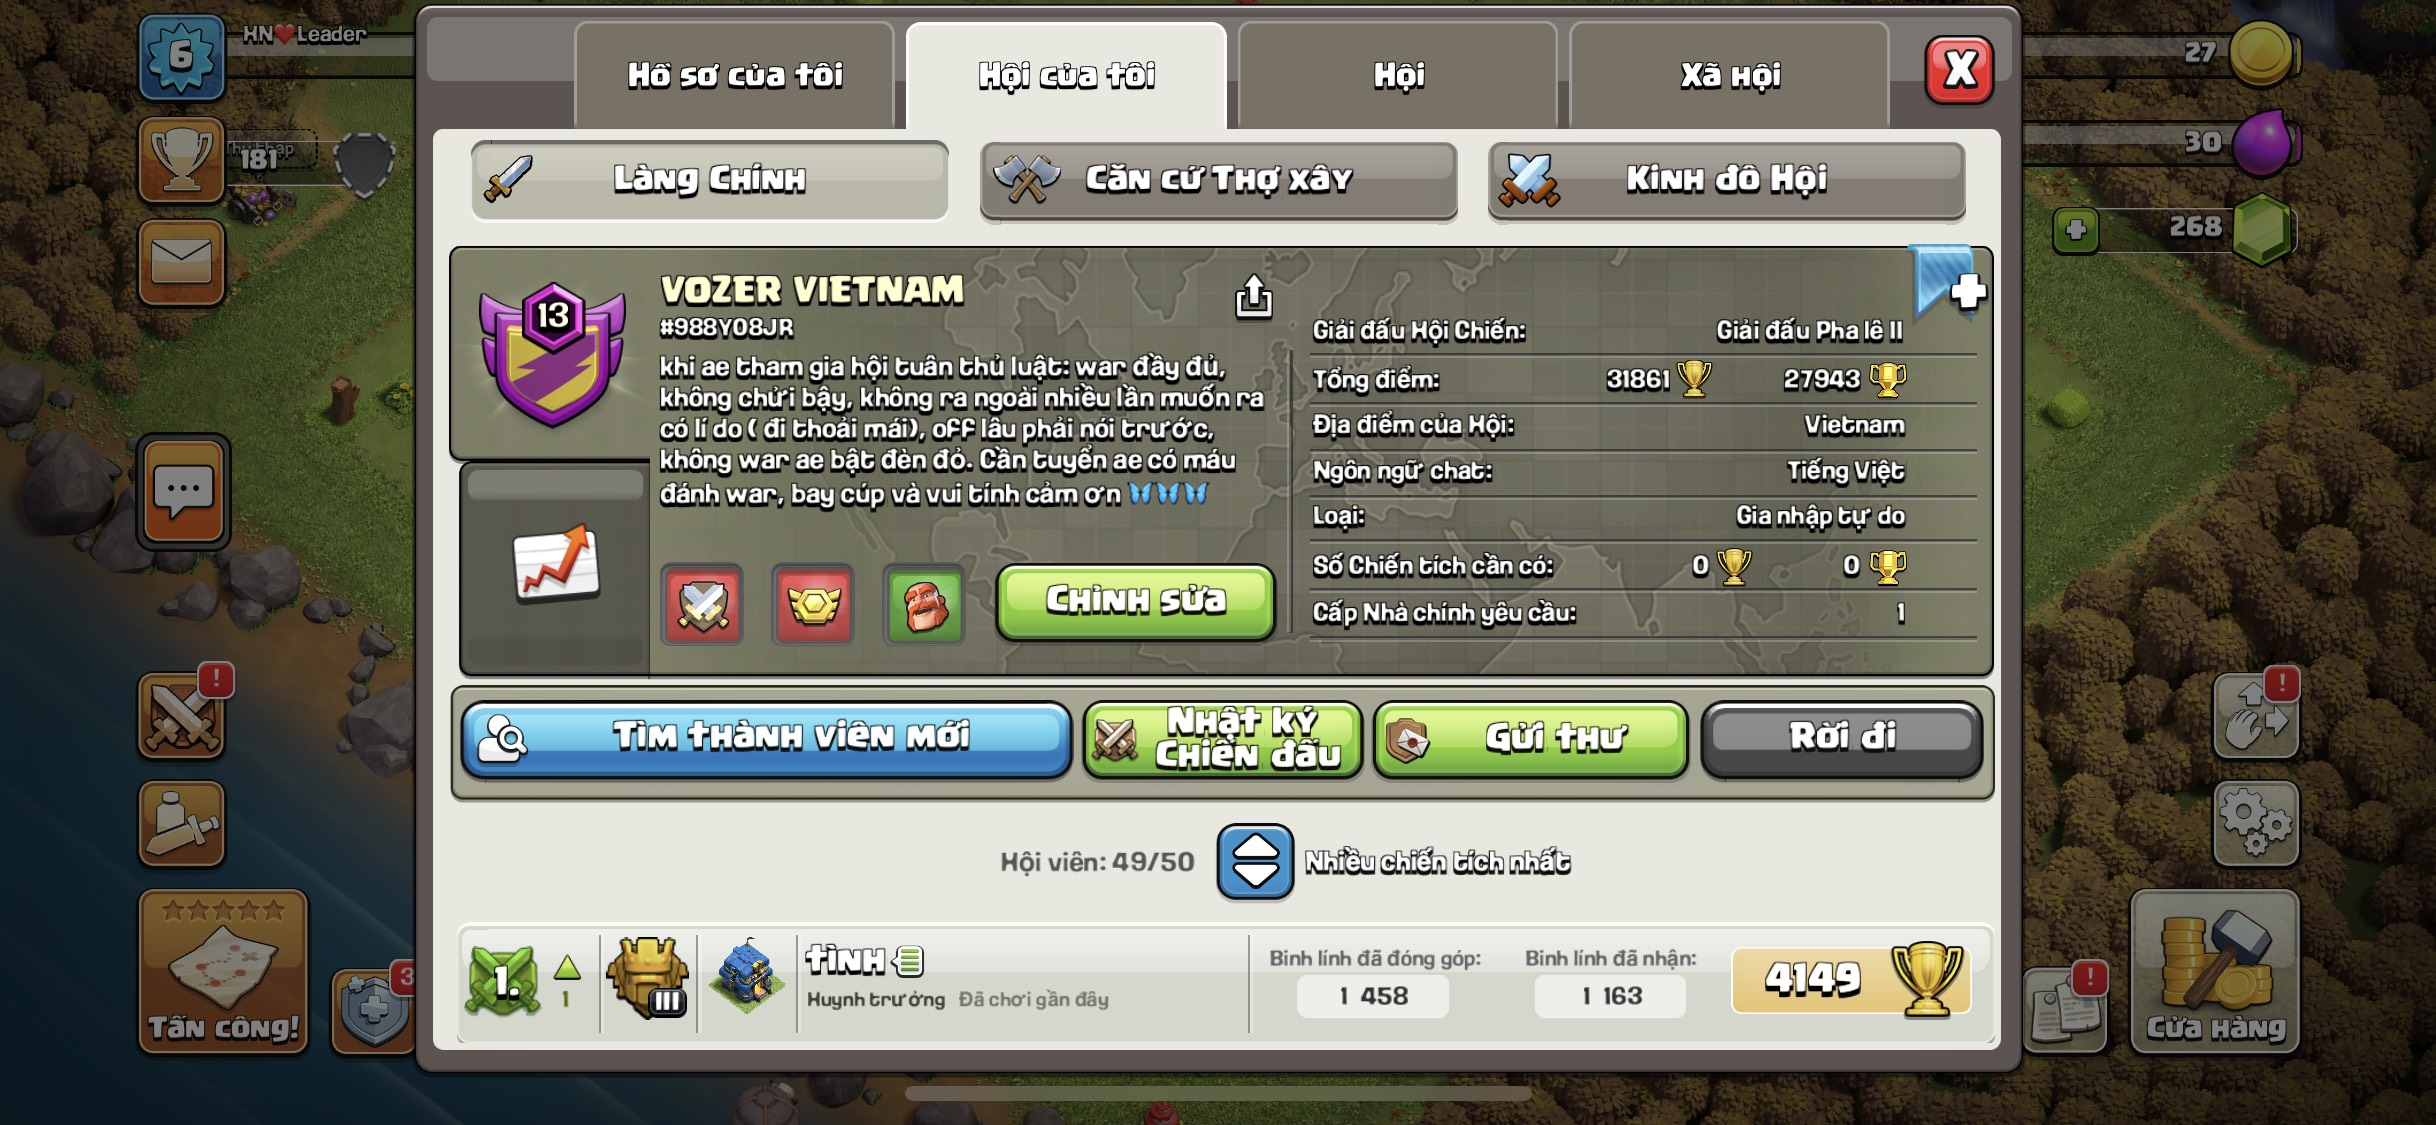 6
HN❤️Leader
181
Hồ sơ của tôi
Hội của tôi
Hội
Xã hội
X
27
30
268
Làng Chính
Căn cứ Thợ xây
Kinh đô Hội
13
VOZER VIETNAM
#988Y08JR
khi ae tham gia hội tuân thủ luật: war đầy đủ,
không chửi bậy, không ra ngoài nhiều lần muốn ra
có lí do ( đi thoải mái), off lâu phải nói trước,
không war ae bật đèn đỏ. Cần tuyển ae có máu
đánh war, bay cúp và vui tính cảm ơn 🦋🦋🦋
Chỉnh sửa
Giải đấu Hội Chiến: Giải đấu Pha lê II
Tổng điểm: 31861 27943
Địa điểm của Hội: Vietnam
Ngôn ngữ chat: Tiếng Việt
Loại: Gia nhập tự do
Số Chiến tích cần có: 0 0
Cấp Nhà chính yêu cầu: 1
Tìm thành viên mới
Nhật ký
Chiến đấu
Gửi thư
Rời đi
Hội viên: 49/50
Nhiều chiến tích nhất
1.
1
III
Tình
Huynh trưởng Đã chơi gần đây
Binh lính đã đóng góp:
1 458
Binh lính đã nhận:
1 163
4149
!
Tấn công!
3
!
!
Cửa hàng